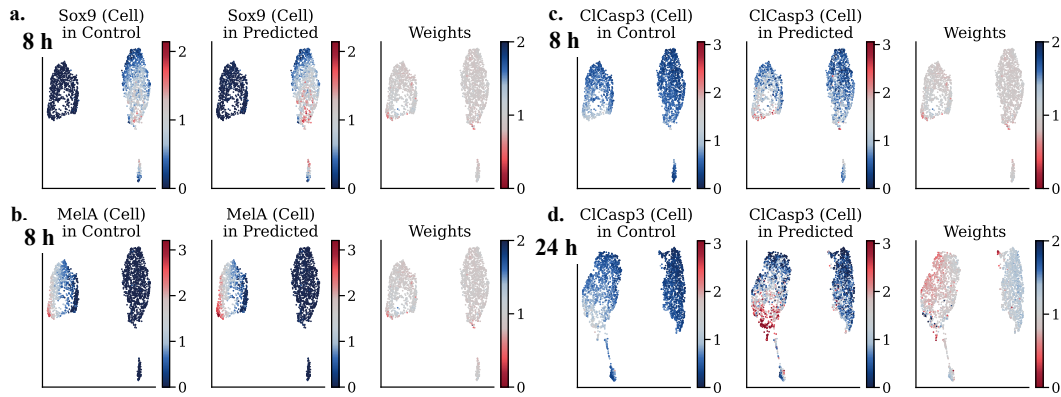 a.
8 h
Sox9 (Cell)
in Control
2
1
0
Sox9 (Cell)
in Predicted
2
1
0
Weights
2
1
0
c.
8 h
ClCasp3 (Cell)
in Control
3
2
1
0
ClCasp3 (Cell)
in Predicted
3
2
1
0
Weights
2
1
0
b.
8 h
MelA (Cell)
in Control
3
2
1
0
MelA (Cell)
in Predicted
3
2
1
0
Weights
2
1
0
d.
24 h
ClCasp3 (Cell)
in Control
3
2
1
0
ClCasp3 (Cell)
in Predicted
3
2
1
0
Weights
2
1
0